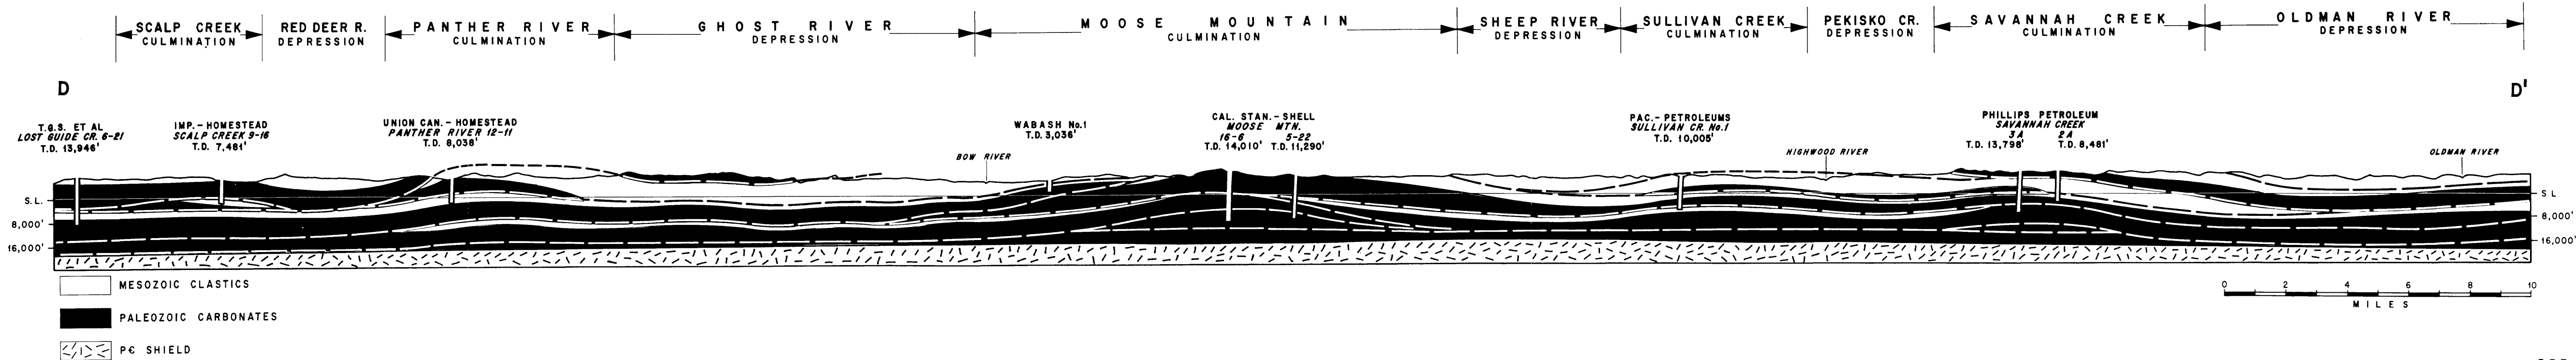 SCALP CREEK
CULMINATION
RED DEER R.
DEPRESSION
PANTHER RIVER
CULMINATION
GHOST RIVER
DEPRESSION
MOOSE MOUNTAIN
CULMINATION
SHEEP RIVER
DEPRESSION
SULLIVAN CREEK
CULMINATION
PEKISKO CR.
DEPRESSION
SAVANNAH CREEK
CULMINATION
OLDMAN RIVER
DEPRESSION
D
D'
T.G.S. ET AL
LOST GUIDE CR. 6-21
T.D. 13,946'
IMP.-HOMESTEAD
SCALP CREEK 9-16
T.D. 7,481'
UNION CAN.-HOMESTEAD
PANTHER RIVER 12-11
T.D. 8,038'
BOW RIVER
WABASH No.1
T.D. 3,036'
CAL. STAN.-SHELL
MOOSE MTN.
16-6 5-22
T.D. 14,010' T.D. 11,290'
PAC.-PETROLEUMS
SULLIVAN CR. No.1
T.D. 10,005'
HIGHWOOD RIVER
PHILLIPS PETROLEUM
SAVANNAH CREEK
3A 2A
T.D. 13,798' T.D. 8,481'
OLDMAN RIVER
S.L.
8,000'
16,000'
S.L.
8,000'
16,000'
MESOZOIC CLASTICS
PALEOZOIC CARBONATES
P€ SHIELD
0 2 4 6 8 10
MILES